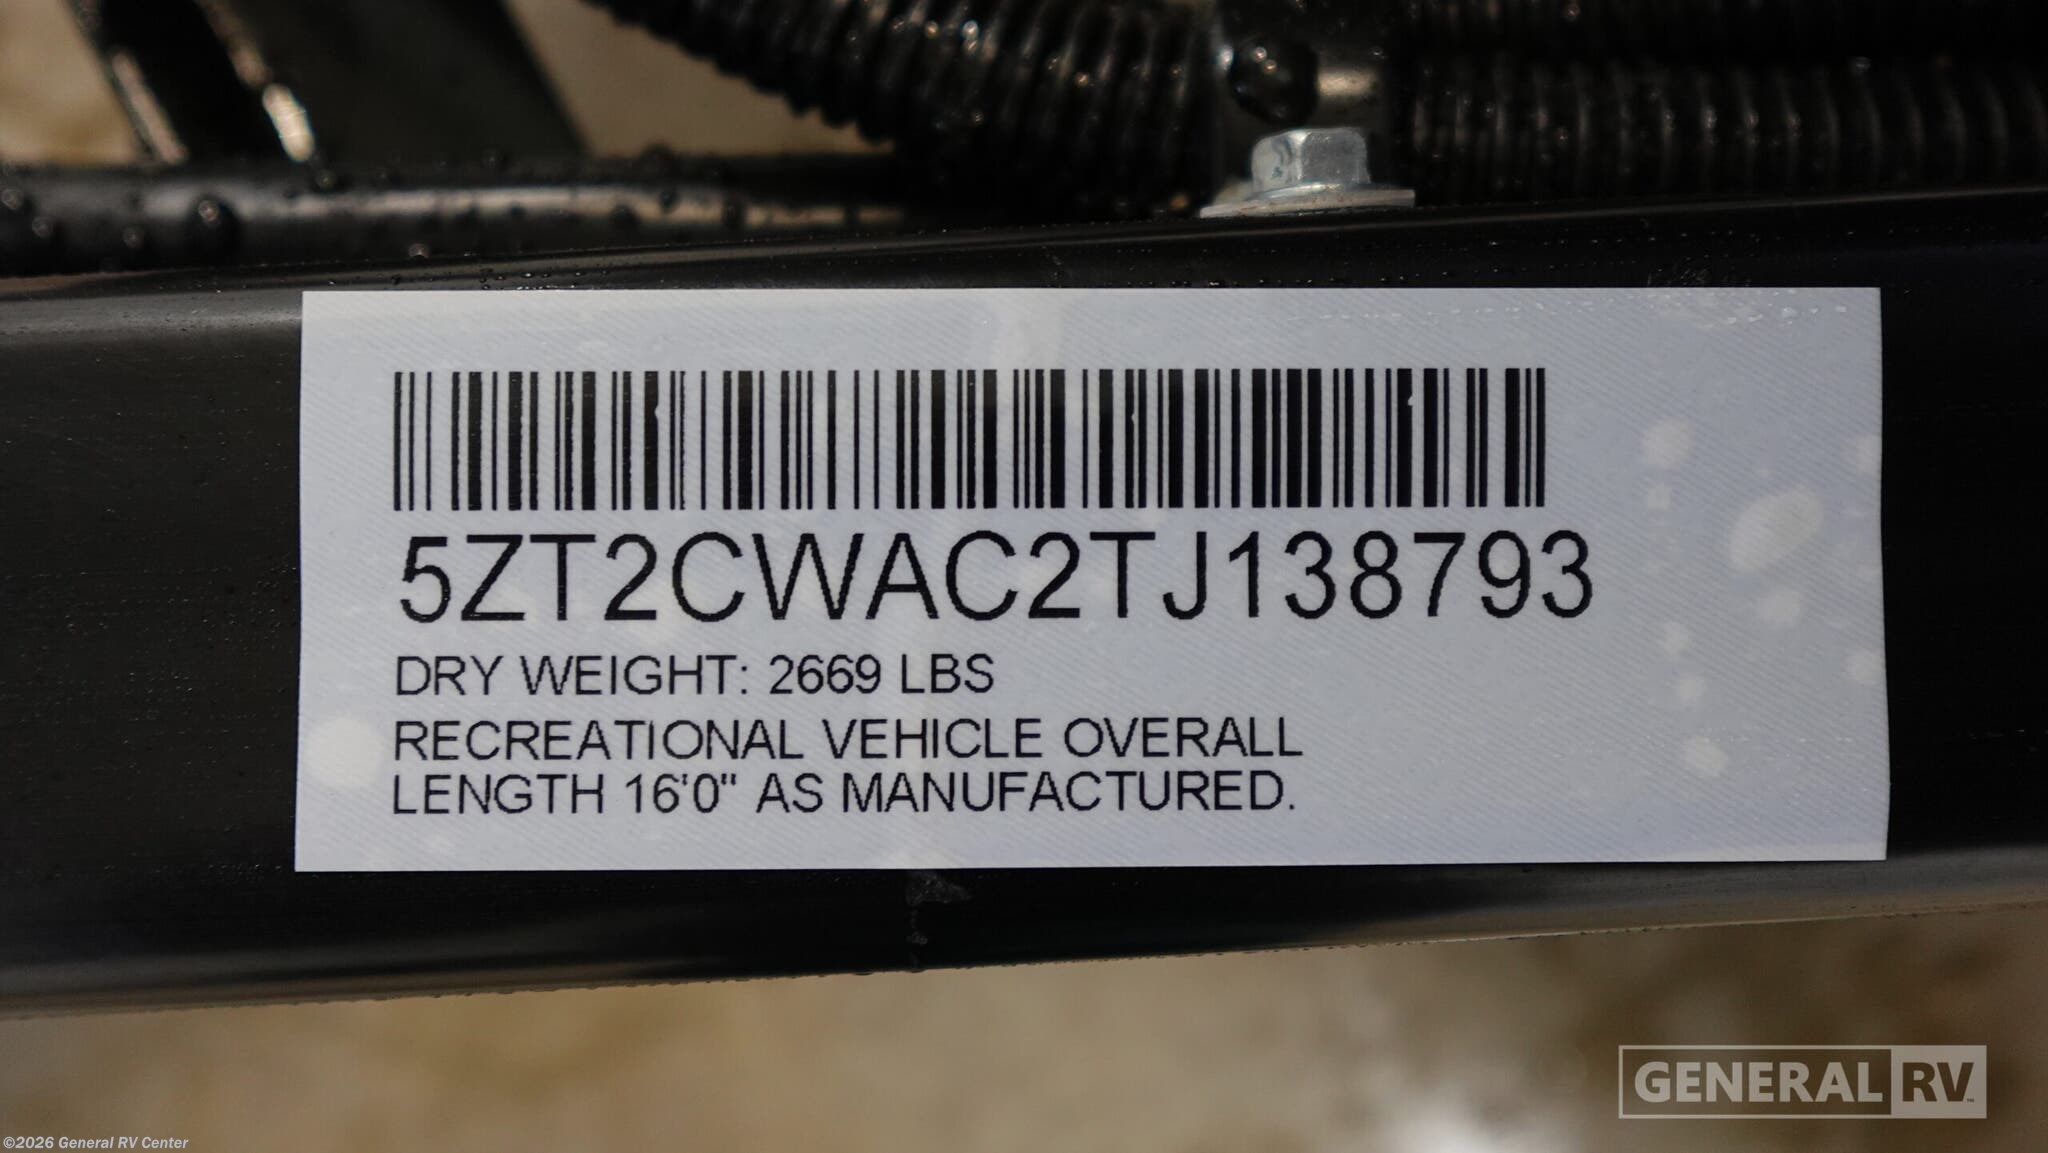 5ZT2CWAC2TJ138793
DRY WEIGHT: 2669 LBS
RECREATIONAL VEHICLE OVERALL
LENGTH 16'0" AS MANUFACTURED.
GENERAL RV
©2026 General RV Center